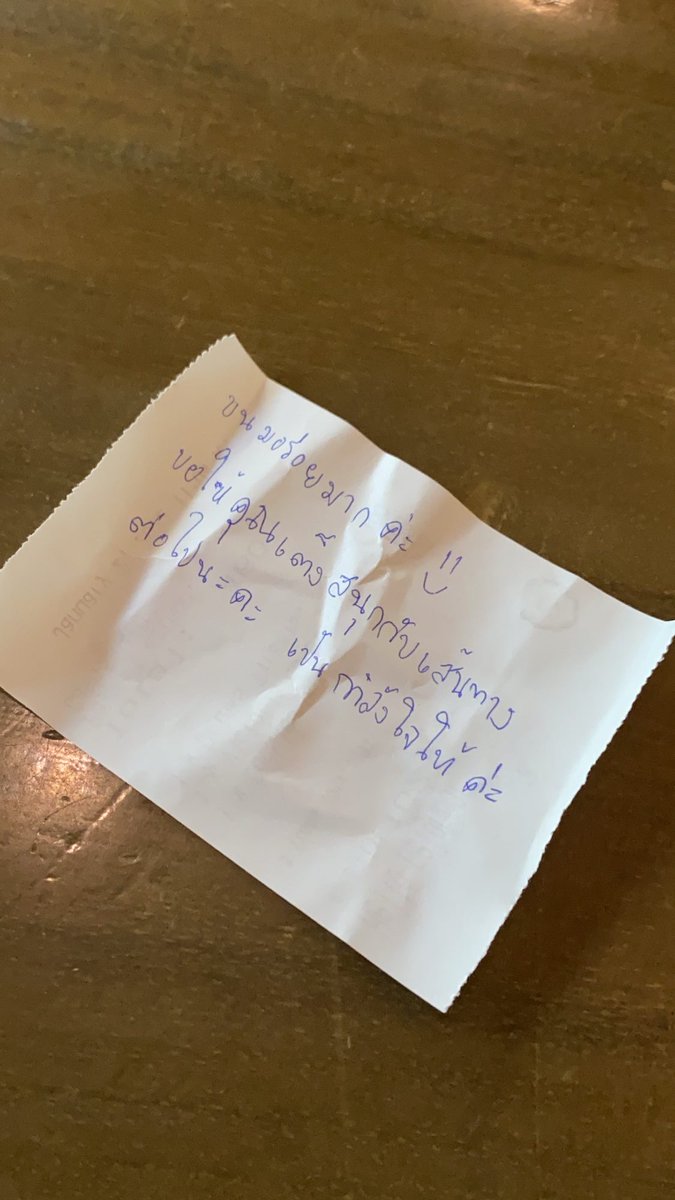 ขนมอร่อยมาก ค่ะ
ขอให้คุณเต๋งสนุกกับเส้นทาง
ต่อไปนะคะ เป็นกำลังใจให้ ค่ะ